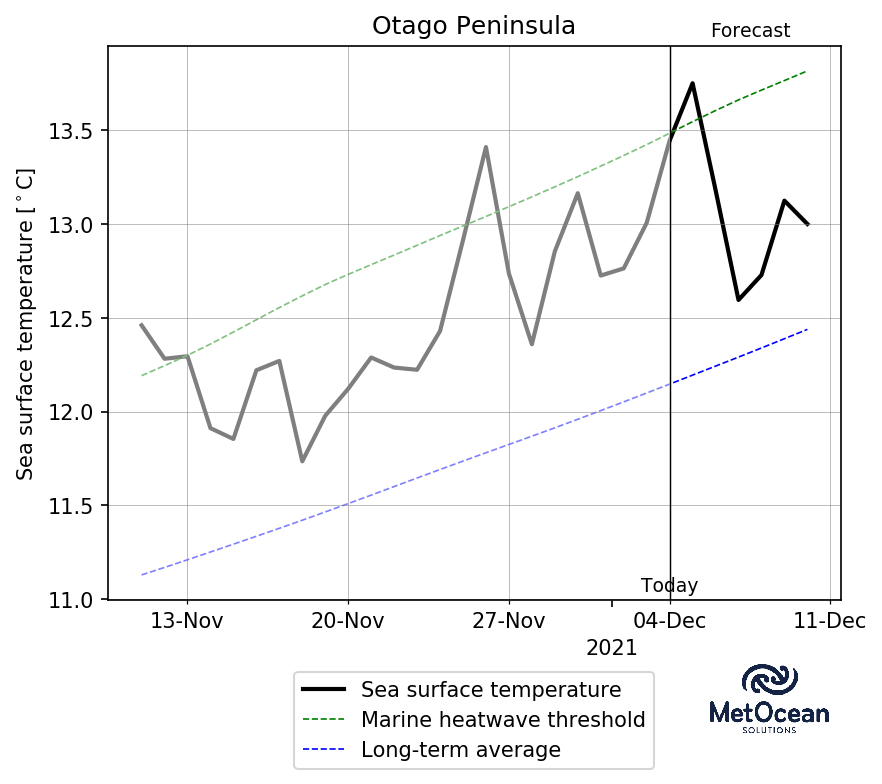 Otago Peninsula
Forecast
Sea surface temperature [°C]
13.5
13.0
12.5
12.0
11.5
11.0
Today
13-Nov 20-Nov 27-Nov 04-Dec 11-Dec
2021
Sea surface temperature
Marine heatwave threshold
Long-term average
MetOcean
SOLUTIONS